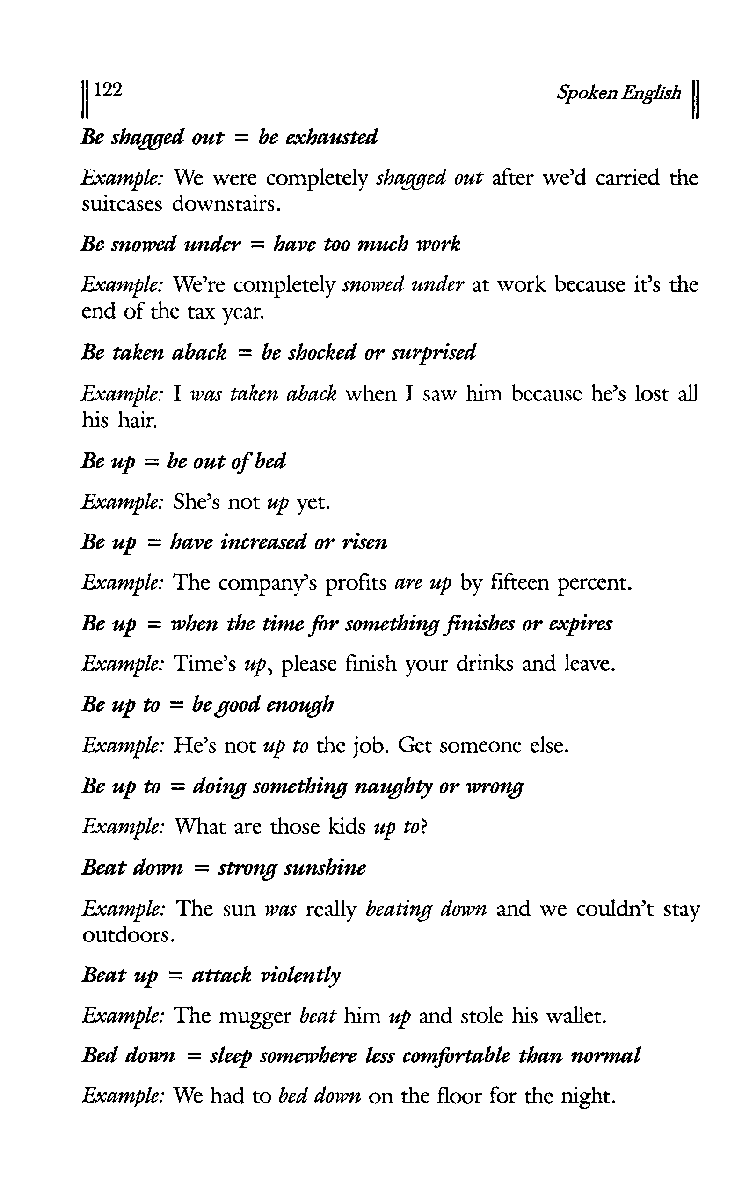 122 Spoken English
Be shagged out = be exhausted
Example: We were completely shagged out after we'd carried the
suitcases downstairs.
Be snowed under = have too much work
Example: We're completely snowed under at work because it's the
end of the tax year.
Be taken aback = be shocked or surprised
Example: I was taken aback when I saw him because he's lost all
his hair.
Be up = be out of bed
Example: She's not up yet.
Be up = have increased or risen
Example: The company's profits are up by fifteen percent.
Be up = when the time for something finishes or expires
Example: Time's up, please finish your drinks and leave.
Be up to = be good enough
Example: He's not up to the job. Get someone else.
Be up to = doing something naughty or wrong
Example: What are those kids up to?
Beat down = strong sunshine
Example: The sun was really beating down and we couldn't stay
outdoors.
Beat up = attack violently
Example: The mugger beat him up and stole his wallet.
Bed down = sleep somewhere less comfortable than normal
Example: We had to bed down on the floor for the night.